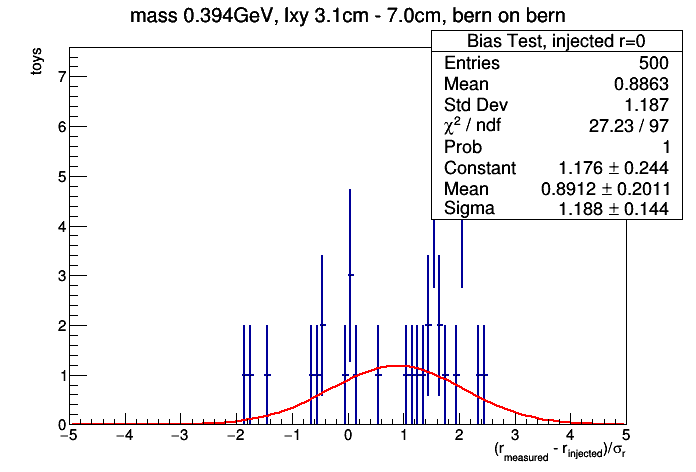 mass 0.394GeV, lxy 3.1cm - 7.0cm, bern on bern
toys
Bias Test, injected r=0
Entries 500
Mean 0.8863
Std Dev 1.187
χ² / ndf 27.23 / 97
Prob 1
Constant 1.176 ± 0.244
Mean 0.8912 ± 0.2011
Sigma 1.188 ± 0.144
7
6
5
4
3
2
1
0
−5 −4 −3 −2 −1 0 1 2 3 4 5
(r_measured - r_injected)/σ_r